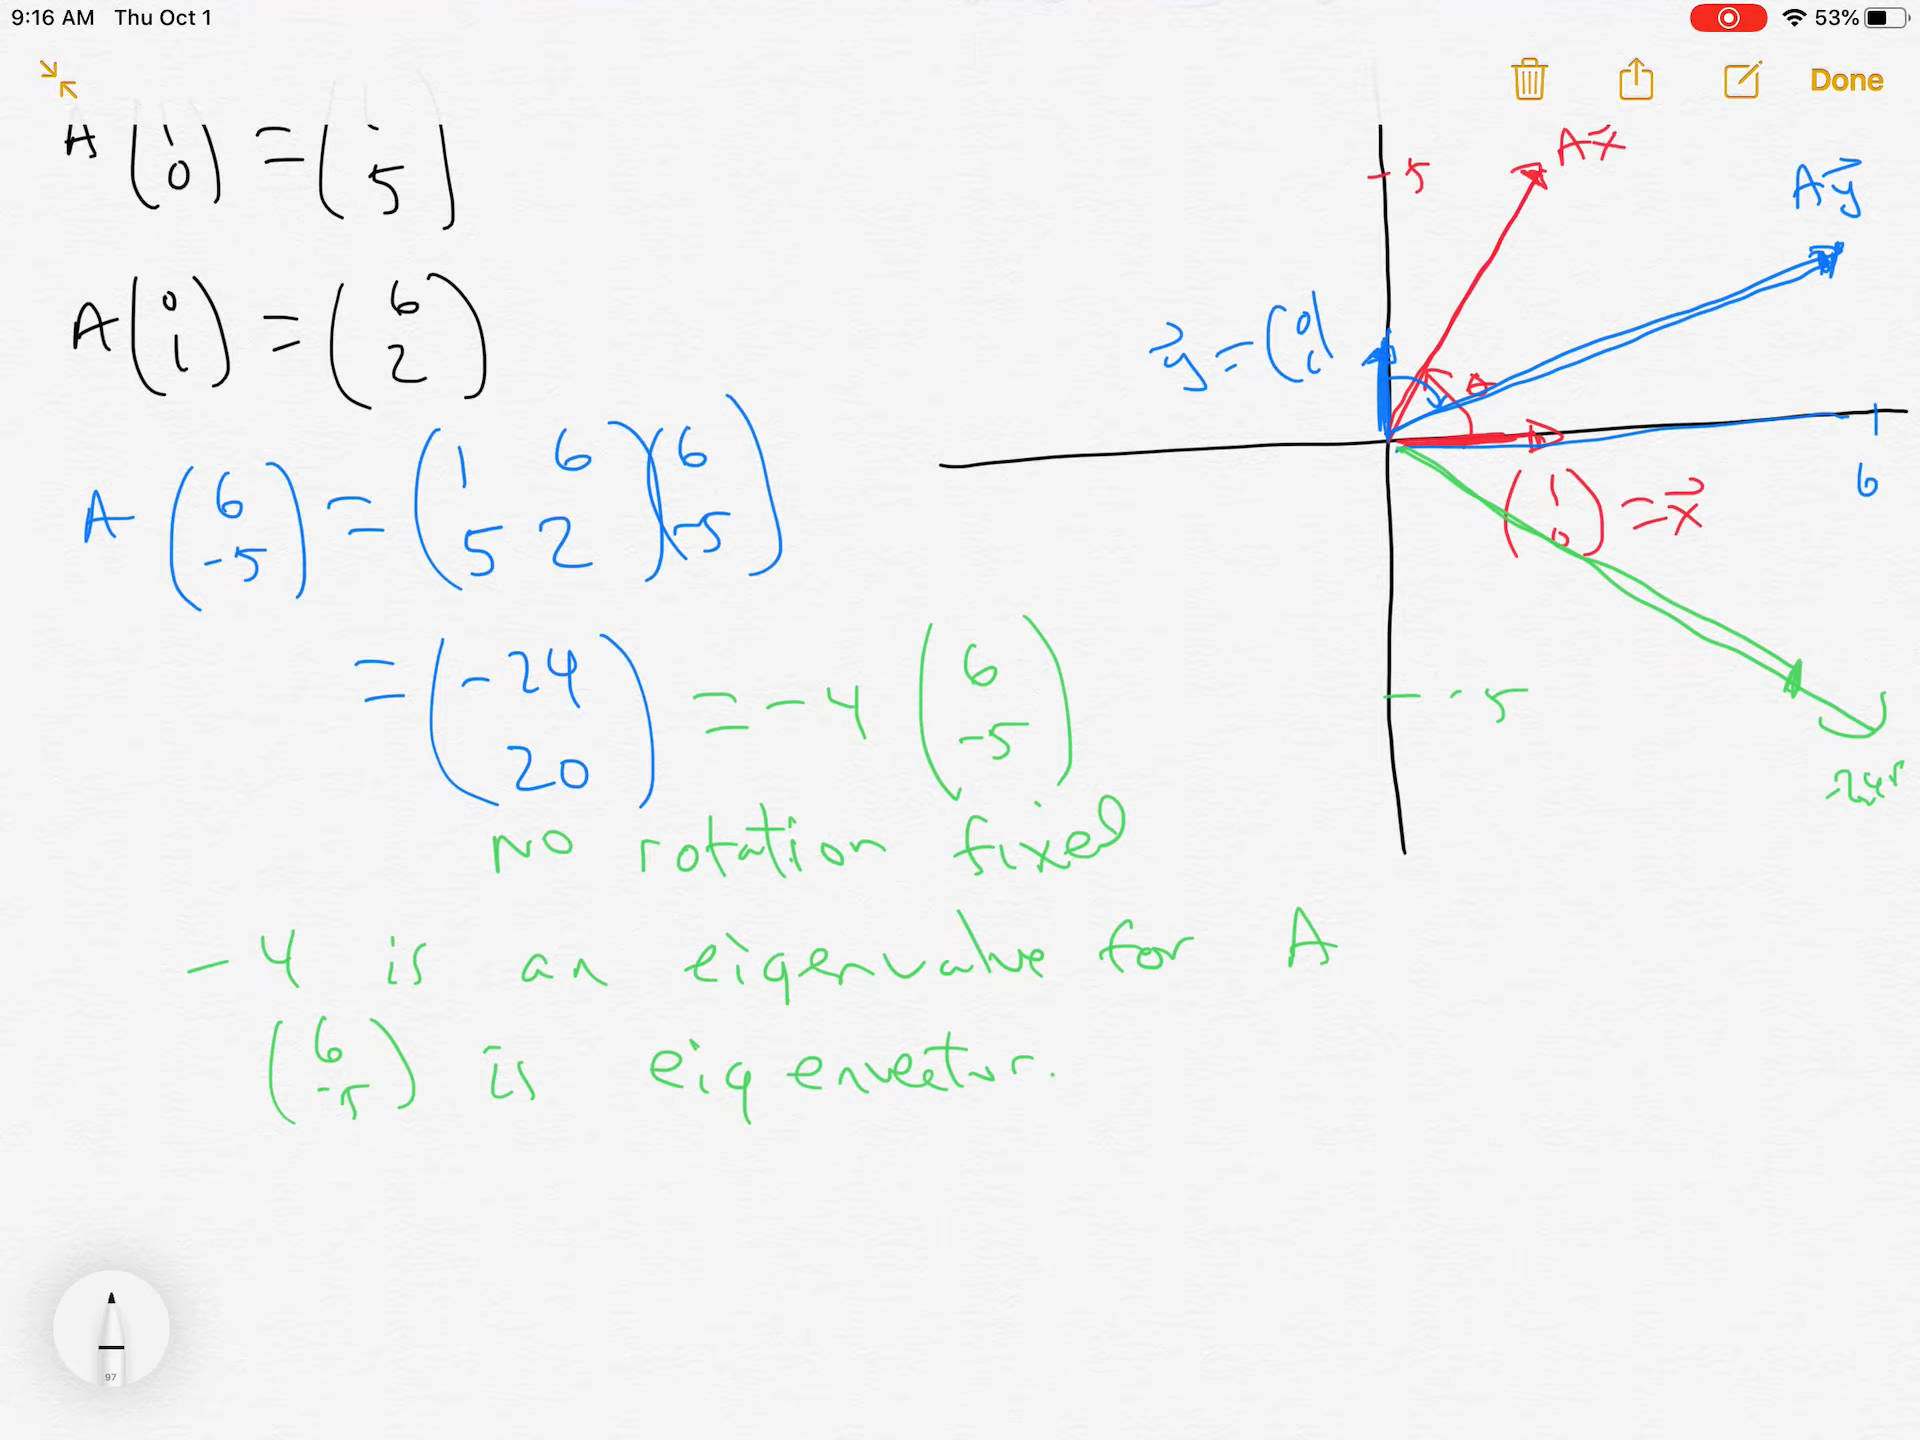 9:16 AM Thu Oct 1 53%
Done
A (1 0) = ( 5)
A (0 1) = (6 2)
A (6 -5) = (1 6 5 2)(6 -5)
= (-24 20) = -4 (6 -5)
No rotation fixed
-4 is an eigenvalue for A
(6 -5) is eigenvector.
5
Ax⃗
Ay⃗
y⃗ = (0 1)
(1 0) = x⃗
6
-5
97